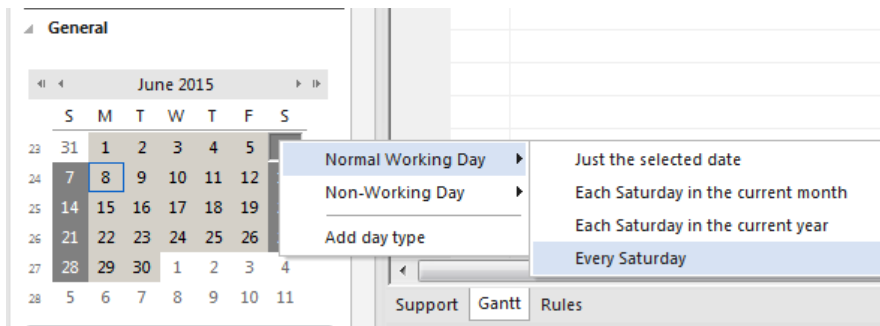 General
June 2015
S M T W T F S
23 31 1 2 3 4 5
24 7 8 9 10 11 12
25 14 15 16 17 18 19
26 21 22 23 24 25 26
27 28 29 30 1 2 3 4
28 5 6 7 8 9 10 11
Normal Working Day
Non-Working Day
Add day type
Just the selected date
Each Saturday in the current month
Each Saturday in the current year
Every Saturday
Support Gantt Rules